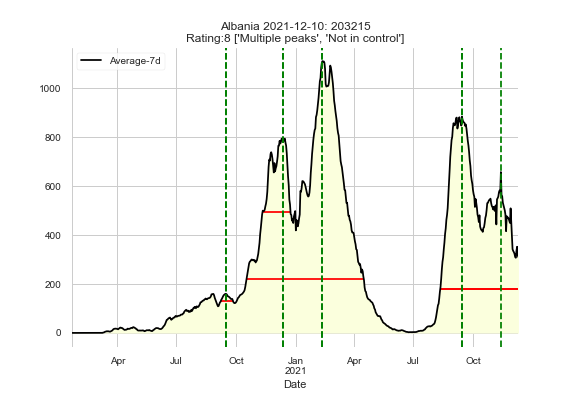 Albania 2021-12-10: 203215
Rating:8 ['Multiple peaks', 'Not in control']
Average-7d
1000
800
600
400
200
0
Apr Jul Oct Jan Apr Jul Oct
2021
Date